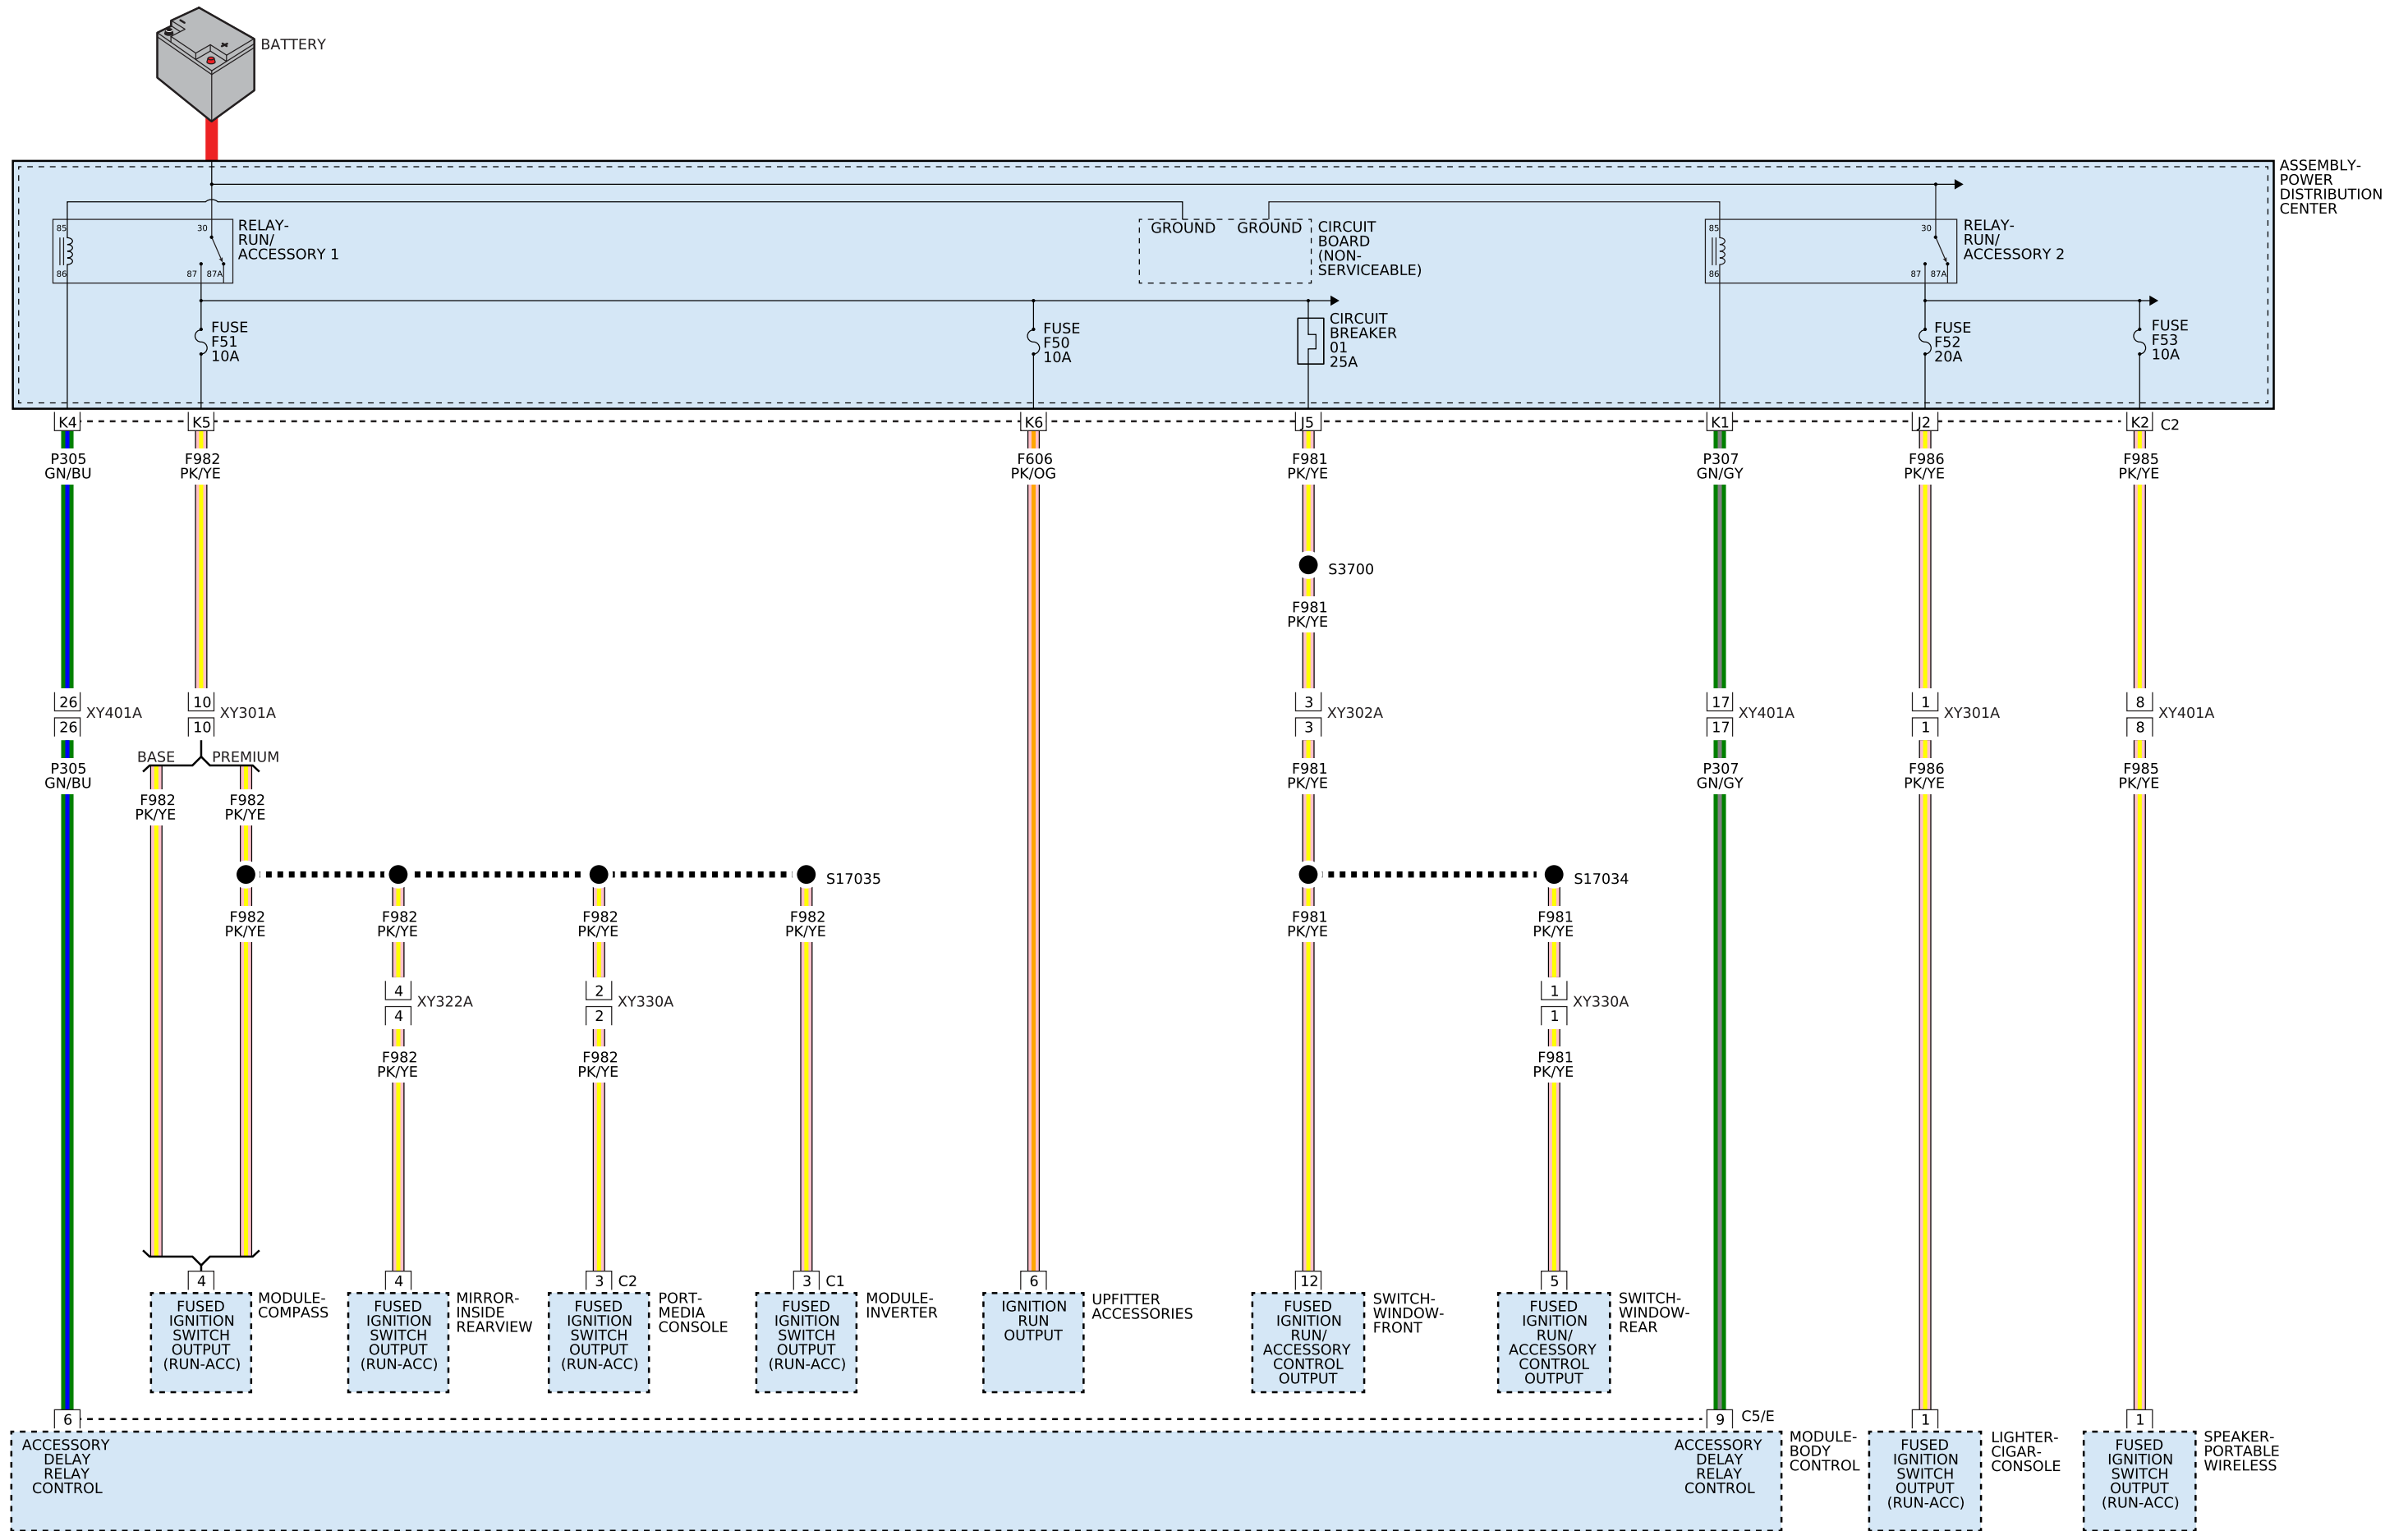 BATTERY
ASSEMBLY-
POWER
DISTRIBUTION
CENTER
85
86
30
87
87A
RELAY-
RUN/
ACCESSORY 1
GROUND
GROUND
CIRCUIT
BOARD
(NON-
SERVICEABLE)
85
86
30
87
87A
RELAY-
RUN/
ACCESSORY 2
FUSE
F51
10A
FUSE
F50
10A
CIRCUIT
BREAKER
01
25A
FUSE
F52
20A
FUSE
F53
10A
K4
K5
K6
J5
K1
J2
K2
C2
P305
GN/BU
F982
PK/YE
F606
PK/OG
F981
PK/YE
P307
GN/GY
F986
PK/YE
F985
PK/YE
S3700
F981
PK/YE
26
26
XY401A
10
10
XY301A
3
3
XY302A
17
17
XY401A
1
1
XY301A
8
8
XY401A
BASE
PREMIUM
P305
GN/BU
F982
PK/YE
F982
PK/YE
F981
PK/YE
P307
GN/GY
F986
PK/YE
F985
PK/YE
S17035
S17034
F982
PK/YE
F982
PK/YE
F982
PK/YE
F982
PK/YE
F981
PK/YE
F981
PK/YE
4
4
XY322A
2
2
XY330A
1
1
XY330A
F982
PK/YE
F982
PK/YE
F981
PK/YE
4
FUSED
IGNITION
SWITCH
OUTPUT
(RUN-ACC)
MODULE-
COMPASS
4
FUSED
IGNITION
SWITCH
OUTPUT
(RUN-ACC)
MIRROR-
INSIDE
REARVIEW
3
C2
FUSED
IGNITION
SWITCH
OUTPUT
(RUN-ACC)
PORT-
MEDIA
CONSOLE
3
C1
FUSED
IGNITION
SWITCH
OUTPUT
(RUN-ACC)
MODULE-
INVERTER
6
IGNITION
RUN
OUTPUT
UPFITTER
ACCESSORIES
12
FUSED
IGNITION
RUN/
ACCESSORY
CONTROL
OUTPUT
SWITCH-
WINDOW-
FRONT
5
FUSED
IGNITION
RUN/
ACCESSORY
CONTROL
OUTPUT
SWITCH-
WINDOW-
REAR
6
ACCESSORY
DELAY
RELAY
CONTROL
9
C5/E
ACCESSORY
DELAY
RELAY
CONTROL
MODULE-
BODY
CONTROL
1
FUSED
IGNITION
SWITCH
OUTPUT
(RUN-ACC)
LIGHTER-
CIGAR-
CONSOLE
1
FUSED
IGNITION
SWITCH
OUTPUT
(RUN-ACC)
SPEAKER-
PORTABLE
WIRELESS